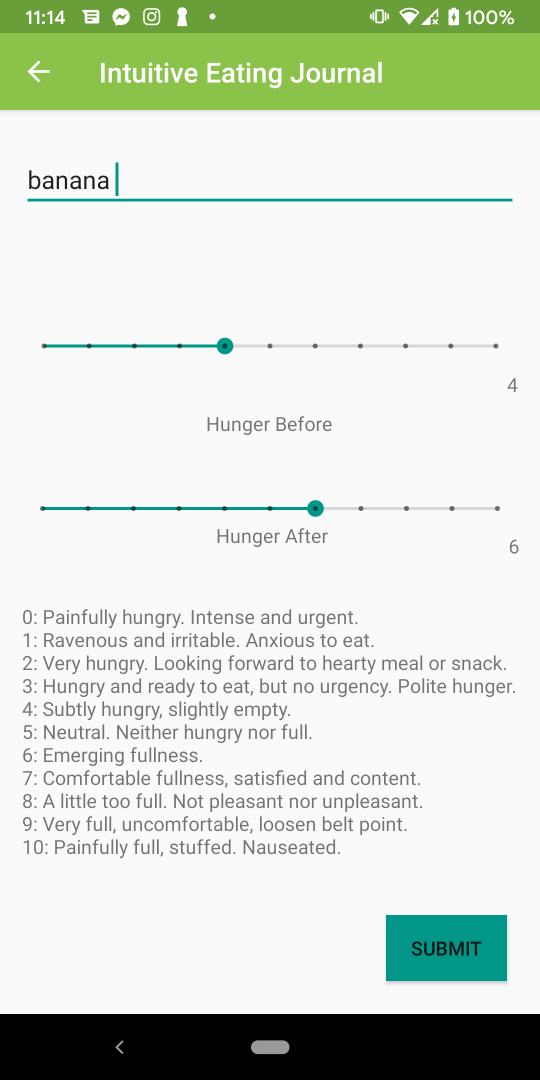 11:14
100%
Intuitive Eating Journal
banana
4
Hunger Before
Hunger After
6
0: Painfully hungry. Intense and urgent.
1: Ravenous and irritable. Anxious to eat.
2: Very hungry. Looking forward to hearty meal or snack.
3: Hungry and ready to eat, but no urgency. Polite hunger.
4: Subtly hungry, slightly empty.
5: Neutral. Neither hungry nor full.
6: Emerging fullness.
7: Comfortable fullness, satisfied and content.
8: A little too full. Not pleasant nor unpleasant.
9: Very full, uncomfortable, loosen belt point.
10: Painfully full, stuffed. Nauseated.
SUBMIT